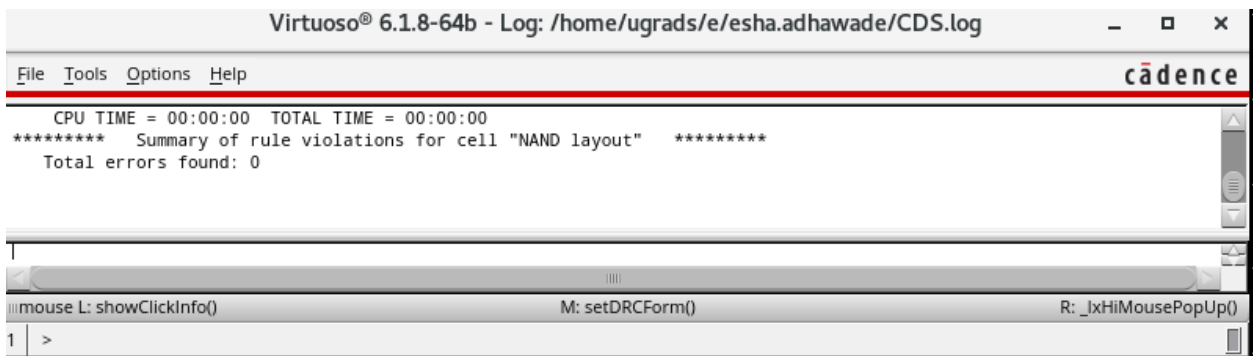 Virtuoso® 6.1.8-64b - Log: /home/ugrads/e/esha.adhawade/CDS.log
File Tools Options Help cādence
CPU TIME = 00:00:00 TOTAL TIME = 00:00:00
********* Summary of rule violations for cell "NAND layout" *********
Total errors found: 0
mouse L: showClickInfo() M: setDRCForm() R: _lxHiMousePopUp()
1 >